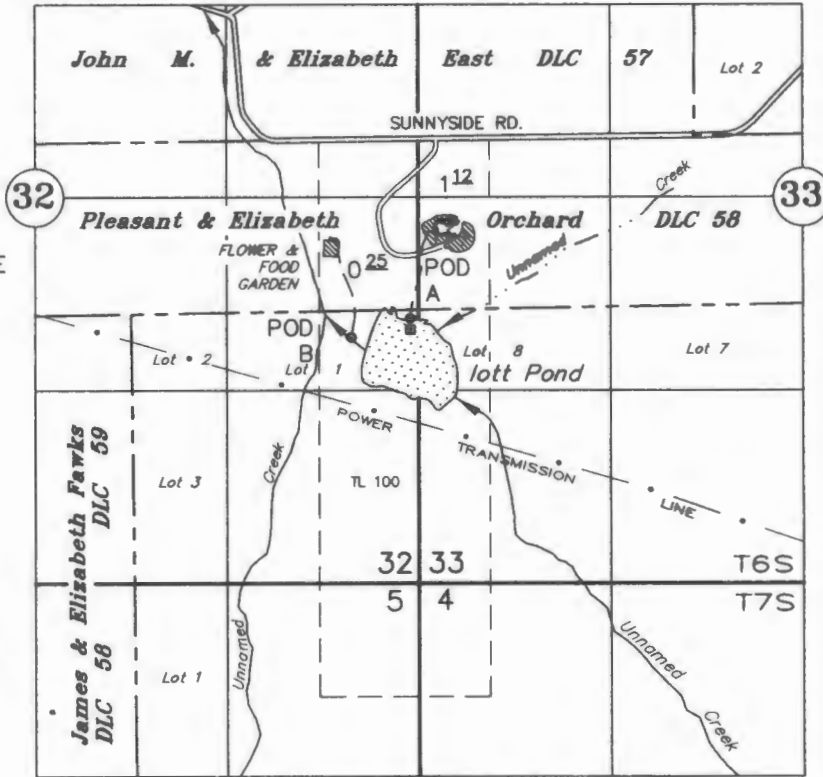 John M. & Elizabeth East DLC 57
Lot 2
SUNNYSIDE RD.
32
33
1 12
Creek
Pleasant & Elizabeth Orchard DLC 58
FLOWER &
FOOD
GARDEN
0 25
POD
A
Unnamed
POD
B
Lot 2
Lot 1
Lot 8
Lot 7
Iott Pond
POWER TRANSMISSION LINE
James & Elizabeth Fawks
DLC 59
DLC 58
Lot 3
Creek
TL 100
32 33
T6S
5 4
T7S
Lot 1
Unnamed
Unnamed
Creek